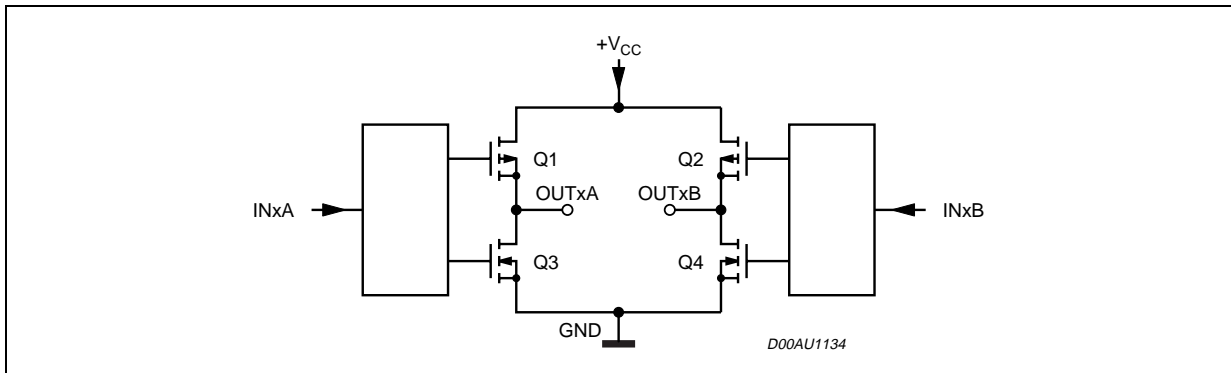 +VCC
Q1
Q2
OUTxA
OUTxB
INxA
INxB
Q3
Q4
GND
D00AU1134